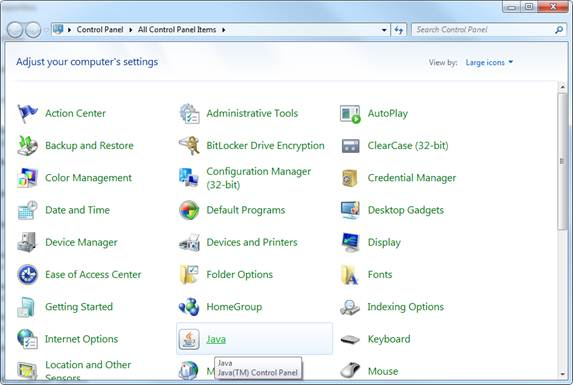 Control Panel ▸ All Control Panel Items ▸
Search Control Panel
Adjust your computer's settings
View by: Large icons
Action Center
Administrative Tools
AutoPlay
Backup and Restore
BitLocker Drive Encryption
ClearCase (32-bit)
Color Management
Configuration Manager
(32-bit)
Credential Manager
Date and Time
Default Programs
Desktop Gadgets
Device Manager
Devices and Printers
Display
Ease of Access Center
Folder Options
Fonts
Getting Started
HomeGroup
Indexing Options
Internet Options
Java
Keyboard
Java
Java(TM) Control Panel
Location and Other
Sensors
Mouse